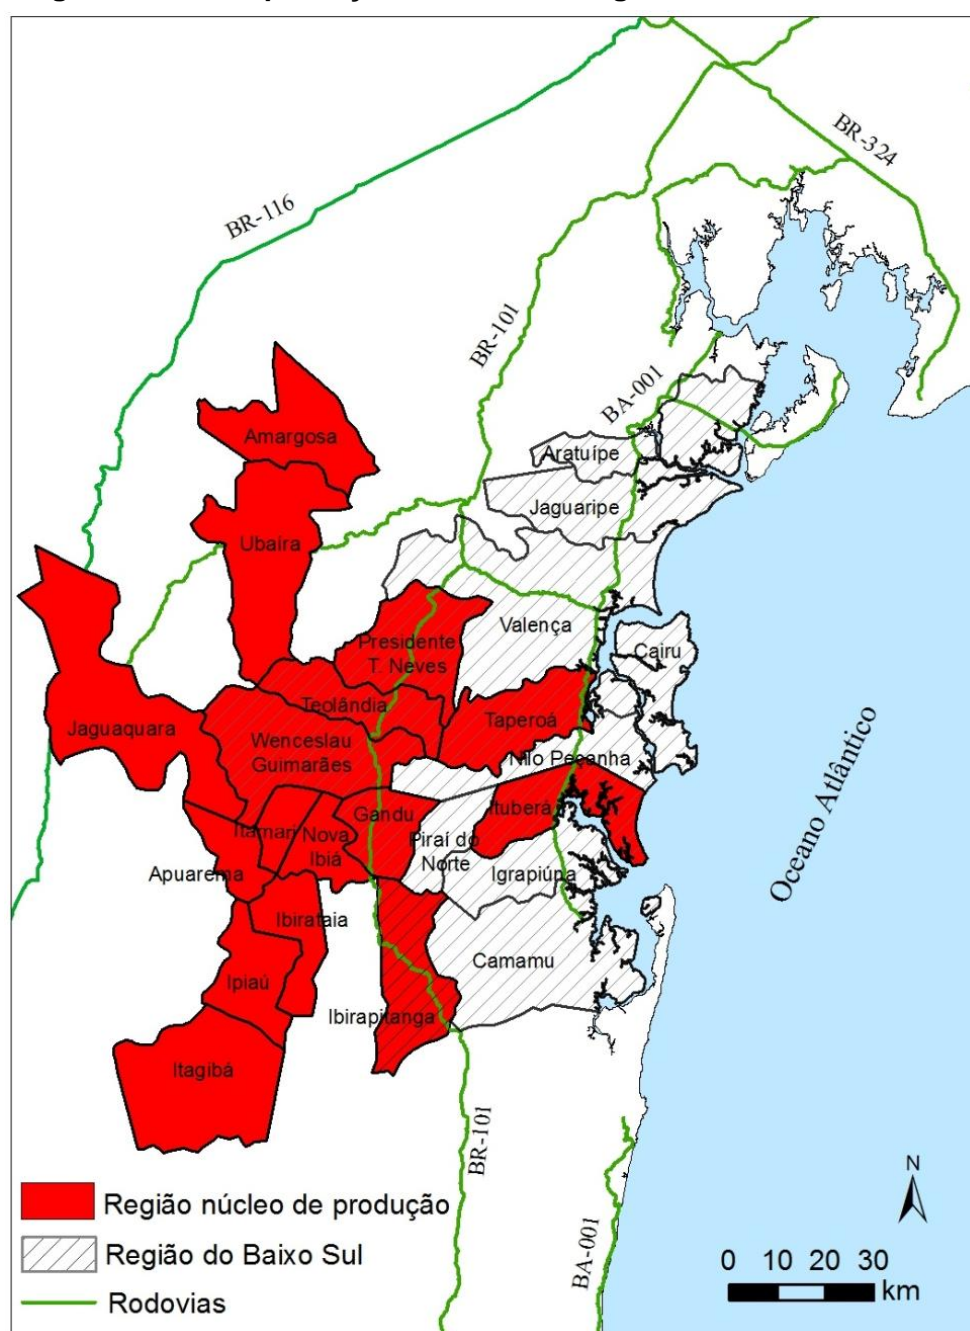 BR-324
BR-116
BR-101
BA-001
Amargosa
Aratuípe
Jaguaripe
Ubaíra
Valença
Presidente
T. Neves
Cairu
Teolândia
Taperoá
Jaguaquara
Wenceslau
Guimarães
Nilo Peçanha
Oceano Atlântico
Ituberá
Gandu
Itamari
Nova
Ibiá
Piraí do
Norte
Apuarema
Igrapiúna
Ibirataia
Camamu
Ipiaú
Ibirapitanga
Itagibá
BR-101
BA-001
N
Região núcleo de produção
Região do Baixo Sul
Rodovias
0 10 20 30
km